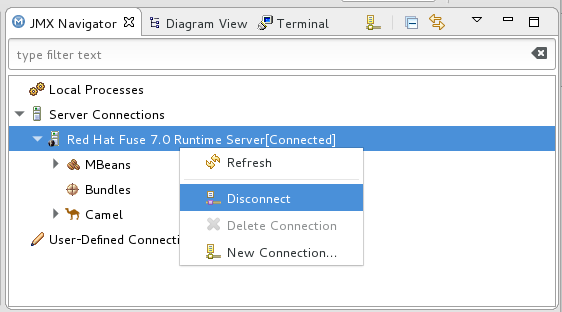 JMX Navigator Diagram View Terminal
type filter text
Local Processes
Server Connections
Red Hat Fuse 7.0 Runtime Server[Connected]
MBeans
Refresh
Bundles
Disconnect
Camel
Delete Connection
User-Defined Connecti
New Connection...